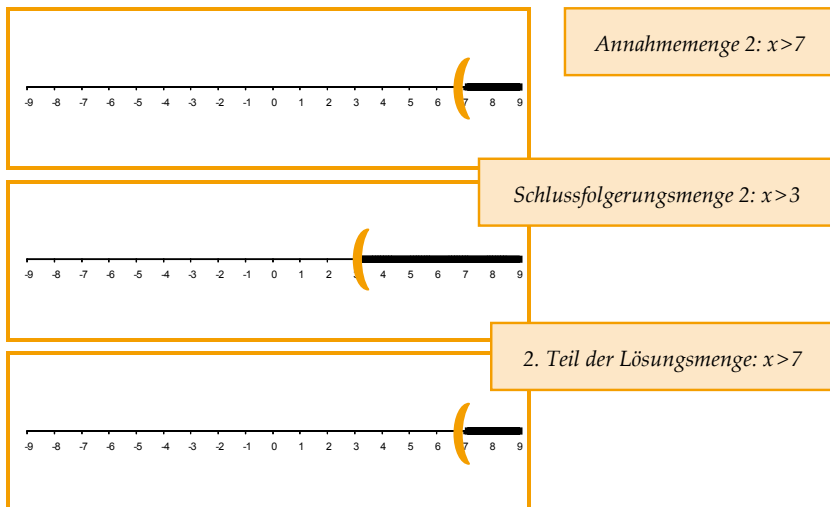 Annahmemenge 2: x>7
-9 -8 -7 -6 -5 -4 -3 -2 -1 0 1 2 3 4 5 6 7 8 9
Schlussfolgerungsmenge 2: x>3
-9 -8 -7 -6 -5 -4 -3 -2 -1 0 1 2 3 4 5 6 7 8 9
2. Teil der Lösungsmenge: x>7
-9 -8 -7 -6 -5 -4 -3 -2 -1 0 1 2 3 4 5 6 7 8 9